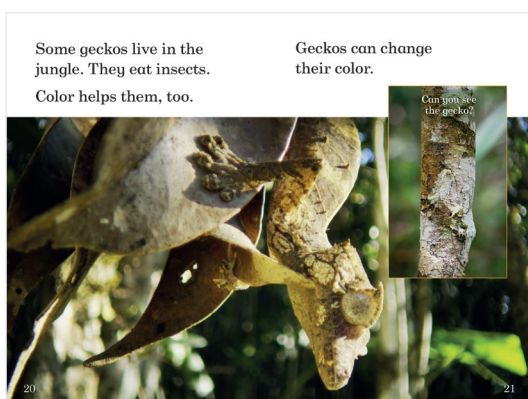 Some geckos live in the
jungle. They eat insects.
Color helps them, too.
Geckos can change
their color.
Can you see
the gecko?
20
21